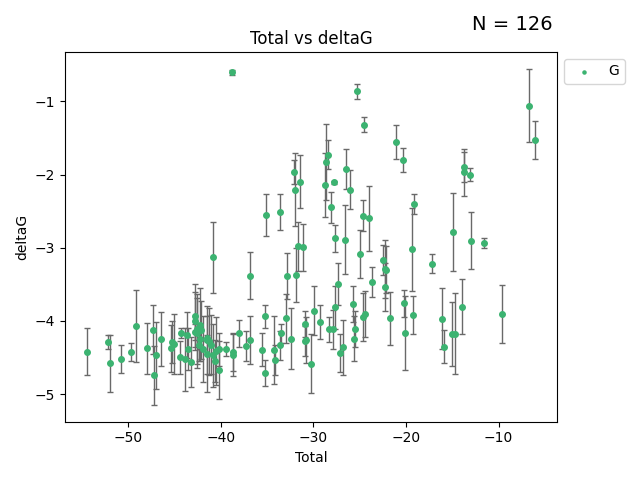 N = 126
Total vs deltaG
G
−1
−2
−3
−4
−5
deltaG
−50 −40 −30 −20 −10
Total